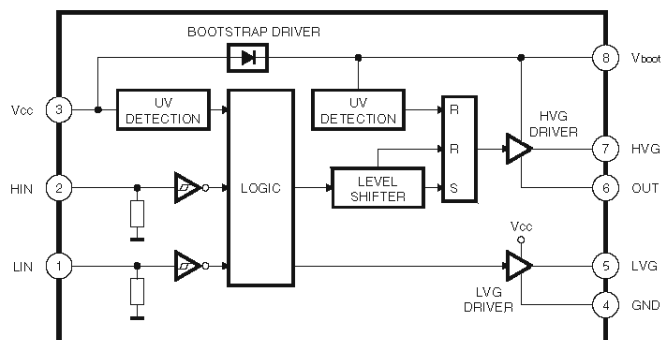 BOOTSTRAP DRIVER
8
Vboot
Vcc
3
UV
DETECTION
UV
DETECTION
R
HVG
DRIVER
R
7
HVG
HIN
2
LOGIC
LEVEL
SHIFTER
S
6
OUT
Vcc
LIN
1
5
LVG
LVG
DRIVER
4
GND